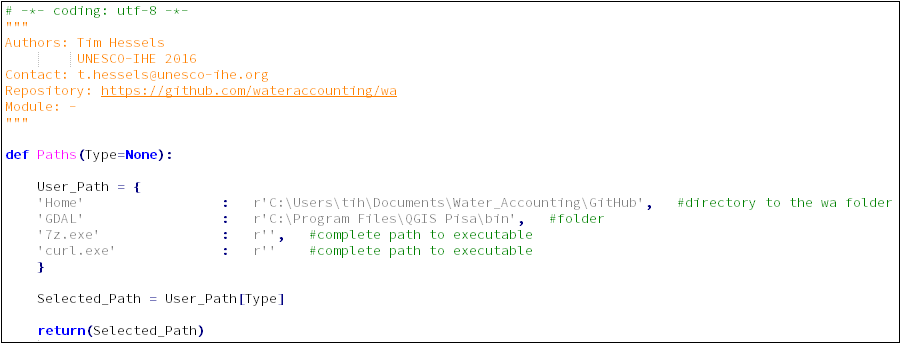 # -*- coding: utf-8 -*-
"""
Authors: Tim Hessels
         UNESCO-IHE 2016
Contact: t.hessels@unesco-ihe.org
Repository: https://github.com/wateraccounting/wa
Module: -
"""

def Paths(Type=None):

    User_Path = {
    'Home'                  :   r'C:\Users\tih\Documents\Water_Accounting\GitHub',   #directory to the wa folder
    'GDAL'                  :   r'C:\Program Files\QGIS Pisa\bin',   #folder
    '7z.exe'                :   r'',   #complete path to executable
    'curl.exe'              :   r''    #complete path to executable
    }

    Selected_Path = User_Path[Type]

    return(Selected_Path)